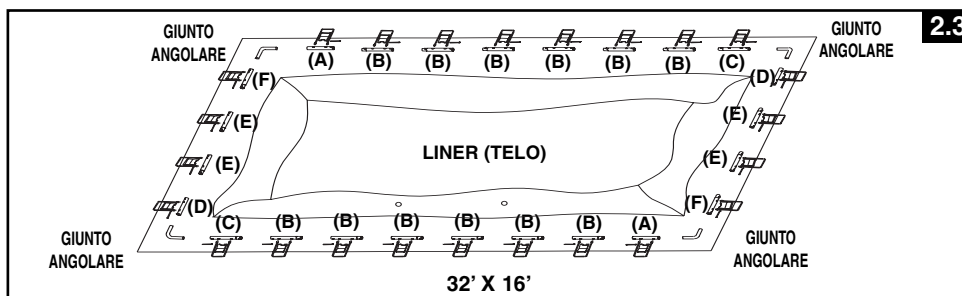 2.3
GIUNTO
ANGOLARE
GIUNTO
ANGOLARE
(A) (B) (B) (B) (B) (B) (B) (C)
(F) (D)
(E) (E)
LINER (TELO)
(E) (E)
(D) (F)
(C) (B) (B) (B) (B) (B) (B) (A)
GIUNTO
ANGOLARE
GIUNTO
ANGOLARE
32' X 16'